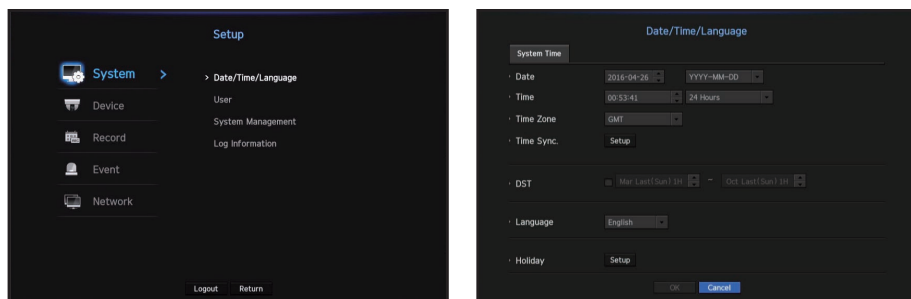 Setup
System >
Device
Record
Event
Network
> Date/Time/Language
User
System Management
Log Information
Logout Return
Date/Time/Language
System Time
· Date 2016-04-26 YYYY-MM-DD
· Time 00:53:41 24 Hours
· Time Zone GMT
· Time Sync. Setup
· DST Mar Last(Sun) 1H ~ Oct Last(Sun) 1H
· Language English
· Holiday Setup
OK Cancel